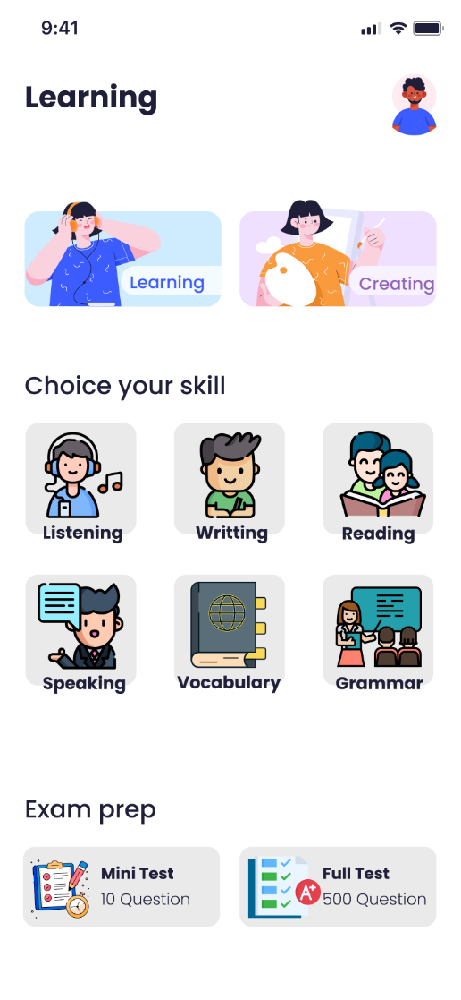 9:41
Learning
Learning
Creating
Choice your skill
Listening
Writting
Reading
Speaking
Vocabulary
Grammar
Exam prep
Mini Test
10 Question
A+
Full Test
500 Question